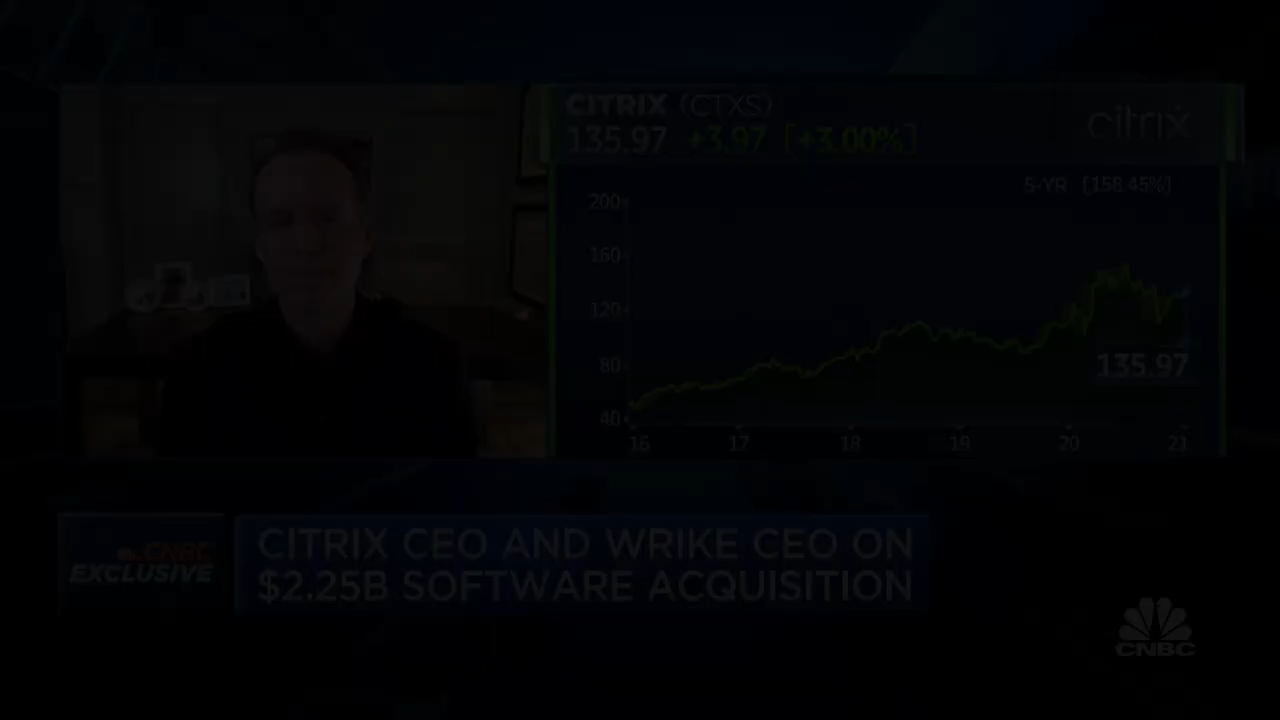 CITRIX (CTXS)
135.97 +3.97 [+3.00%]
citrix
5-YR [158.45%]
200
160
120
80
40
135.97
16 17 18 19 20 21
CNBC
EXCLUSIVE
CITRIX CEO AND WRIKE CEO ON
$2.25B SOFTWARE ACQUISITION
CNBC